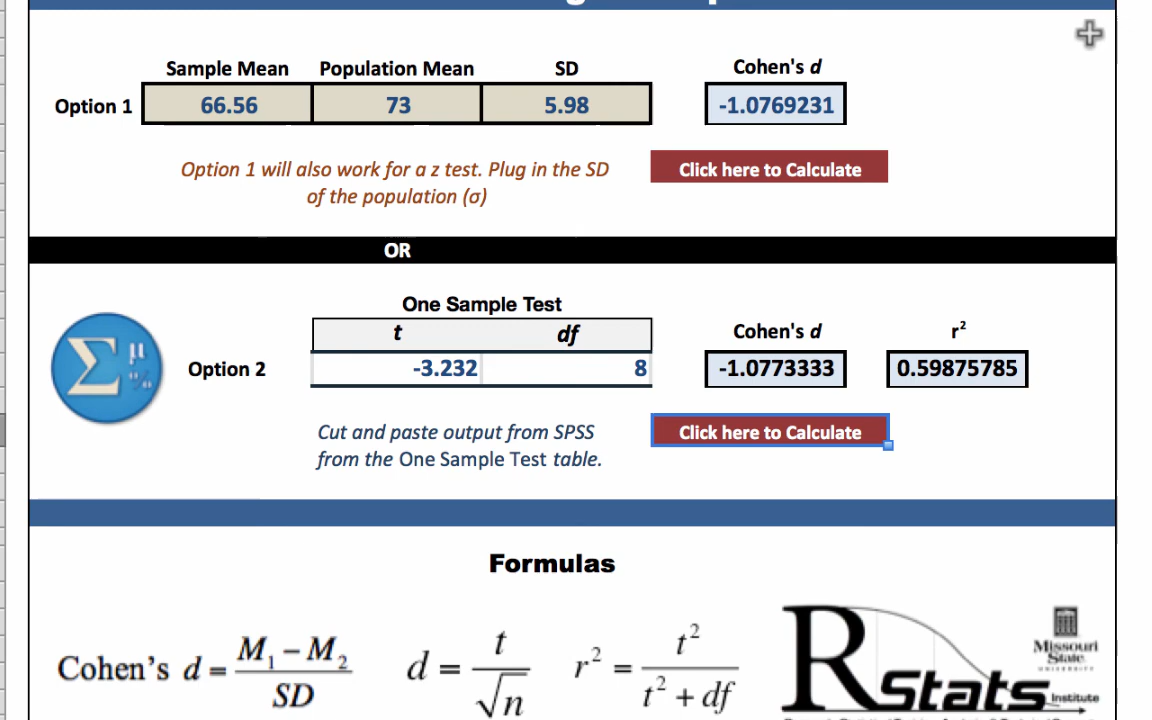 Sample Mean Population Mean SD Cohen's d
Option 1 66.56 73 5.98 -1.0769231
Option 1 will also work for a z test. Plug in the SD
of the population (σ)
Click here to Calculate
OR
One Sample Test
t df Cohen's d r²
Σ μ % Option 2 -3.232 8 -1.0773333 0.59875785
Cut and paste output from SPSS
from the One Sample Test table.
Click here to Calculate
Formulas
Cohen's d = M₁ – M₂ / SD
d = t / √n
r² = t² / t² + df
RStats Institute
Missouri
State
UNIVERSITY